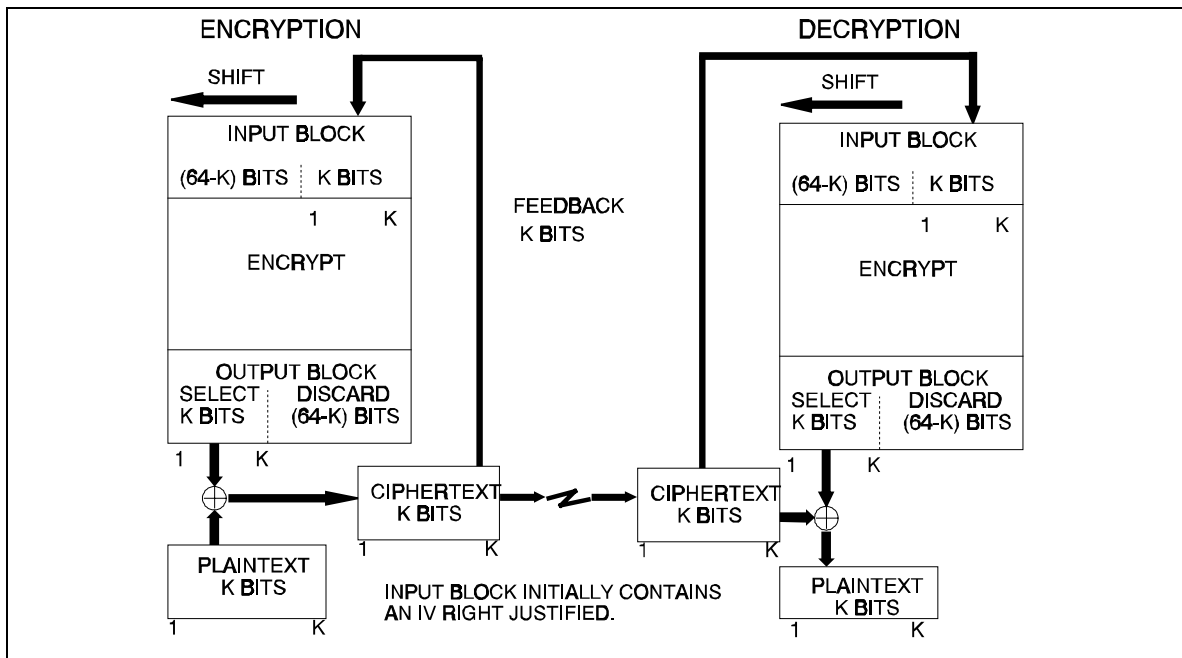 ENCRYPTION
SHIFT
INPUT BLOCK
(64-K) BITS K BITS
1 K
ENCRYPT
OUTPUT BLOCK
SELECT DISCARD
K BITS (64-K) BITS
1 K
PLAINTEXT
K BITS
1 K
CIPHERTEXT
K BITS
1 K
FEEDBACK
K BITS
INPUT BLOCK INITIALLY CONTAINS
AN IV RIGHT JUSTIFIED.
DECRYPTION
SHIFT
INPUT BLOCK
(64-K) BITS K BITS
1 K
ENCRYPT
OUTPUT BLOCK
SELECT DISCARD
K BITS (64-K) BITS
1 K
CIPHERTEXT
K BITS
1 K
PLAINTEXT
K BITS
1 K